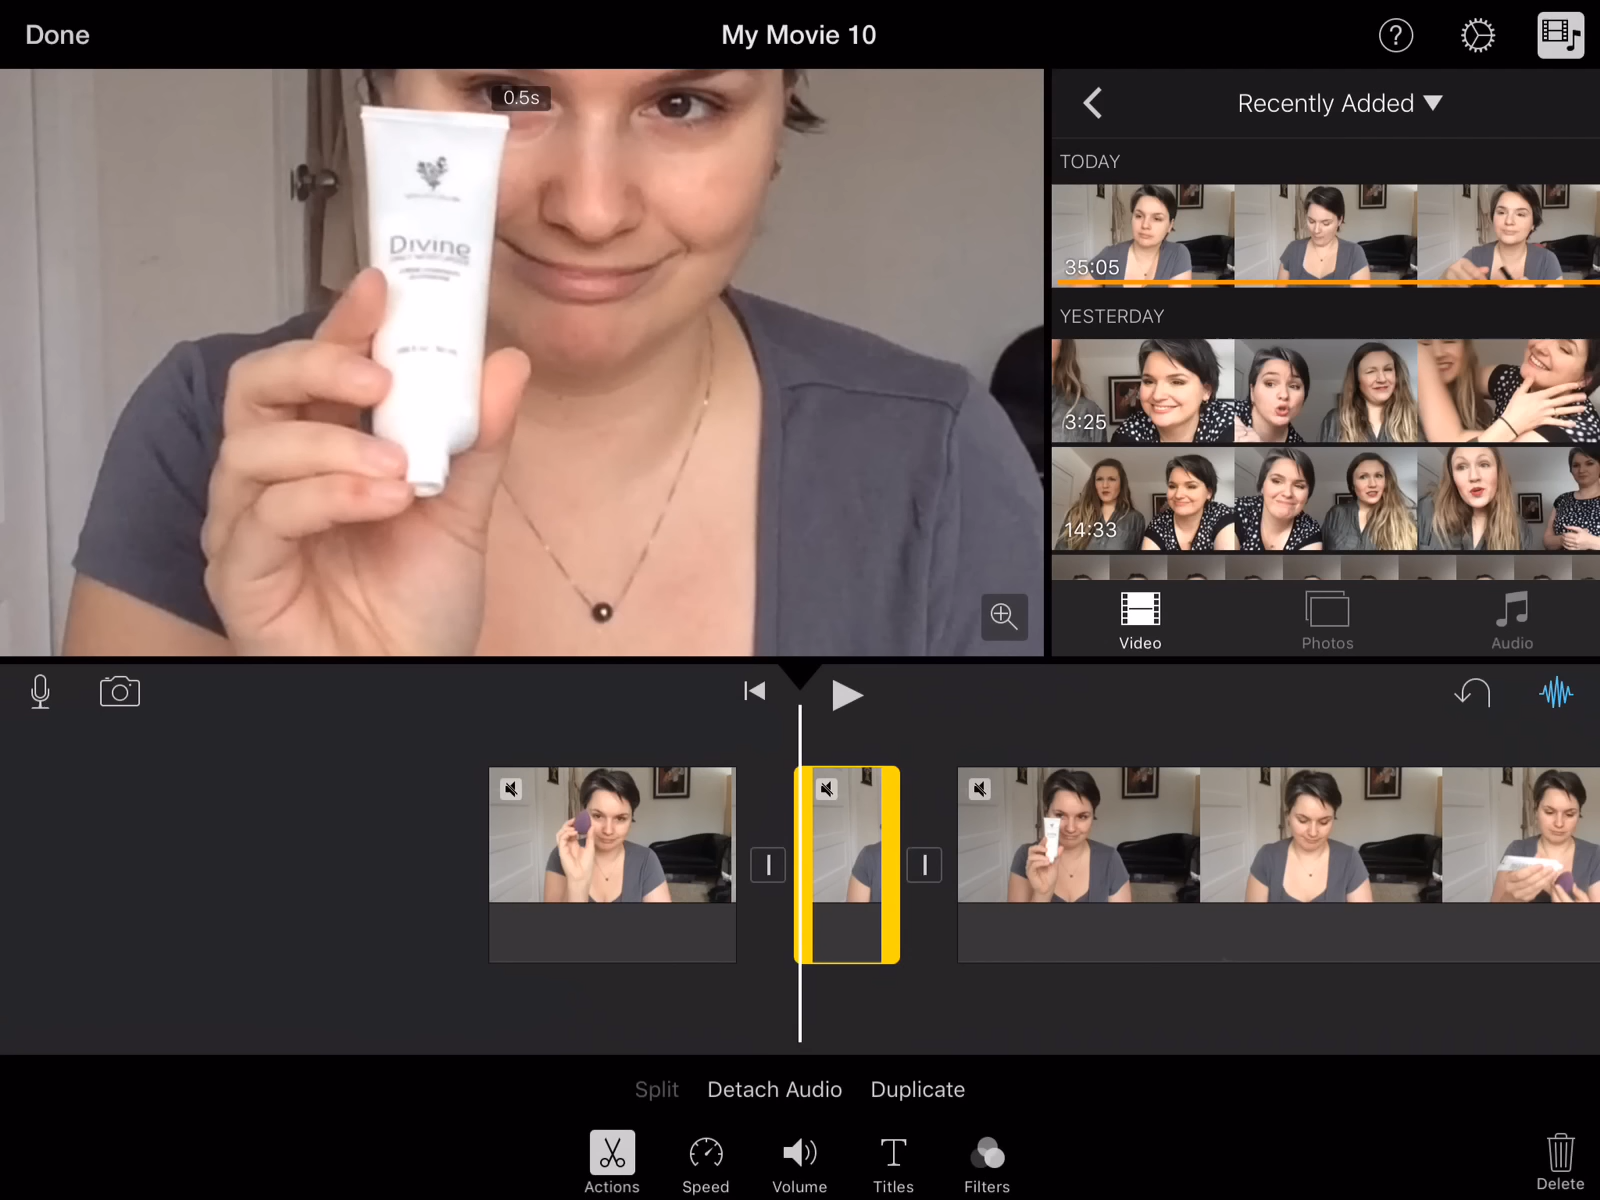 Done
My Movie 10
?
0.5s
Divine
Recently Added ▼
TODAY
35:05
YESTERDAY
3:25
14:33
Video
Photos
Audio
Split
Detach Audio
Duplicate
Actions
Speed
Volume
Titles
Filters
Delete